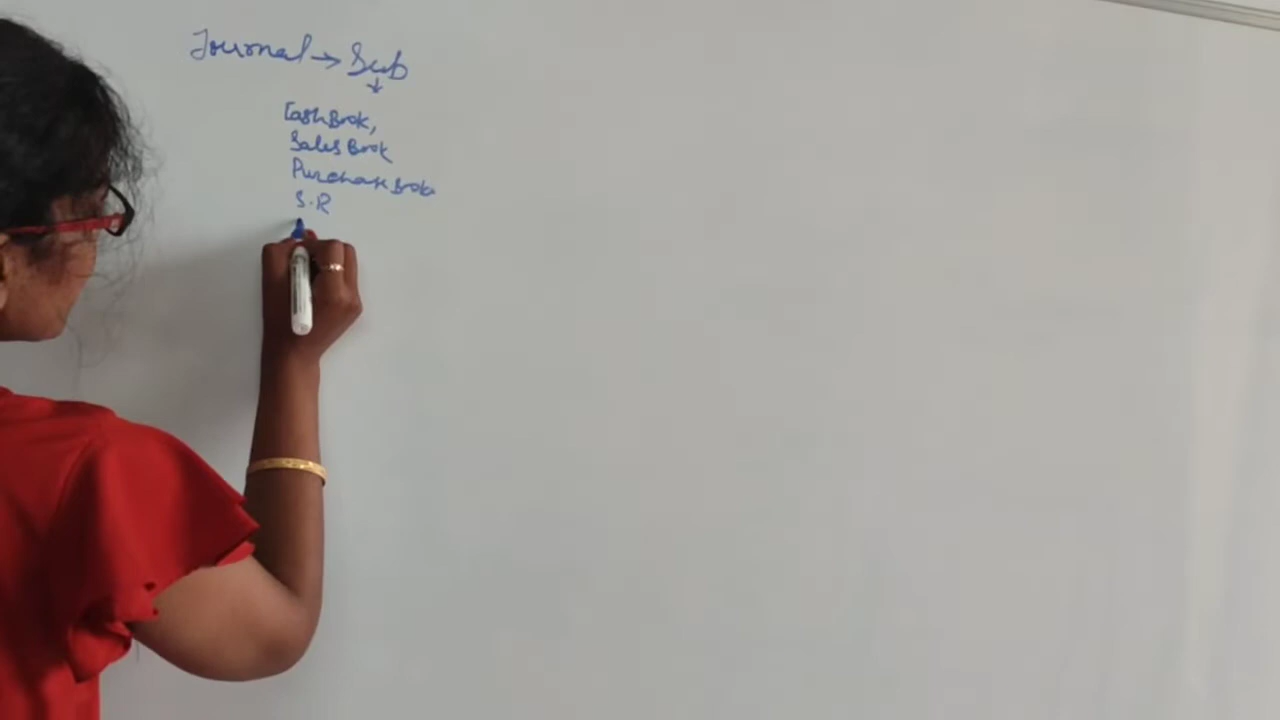 Journal → Sub
↓
Cash Book,
Sales Book
Purchase Book
S.R